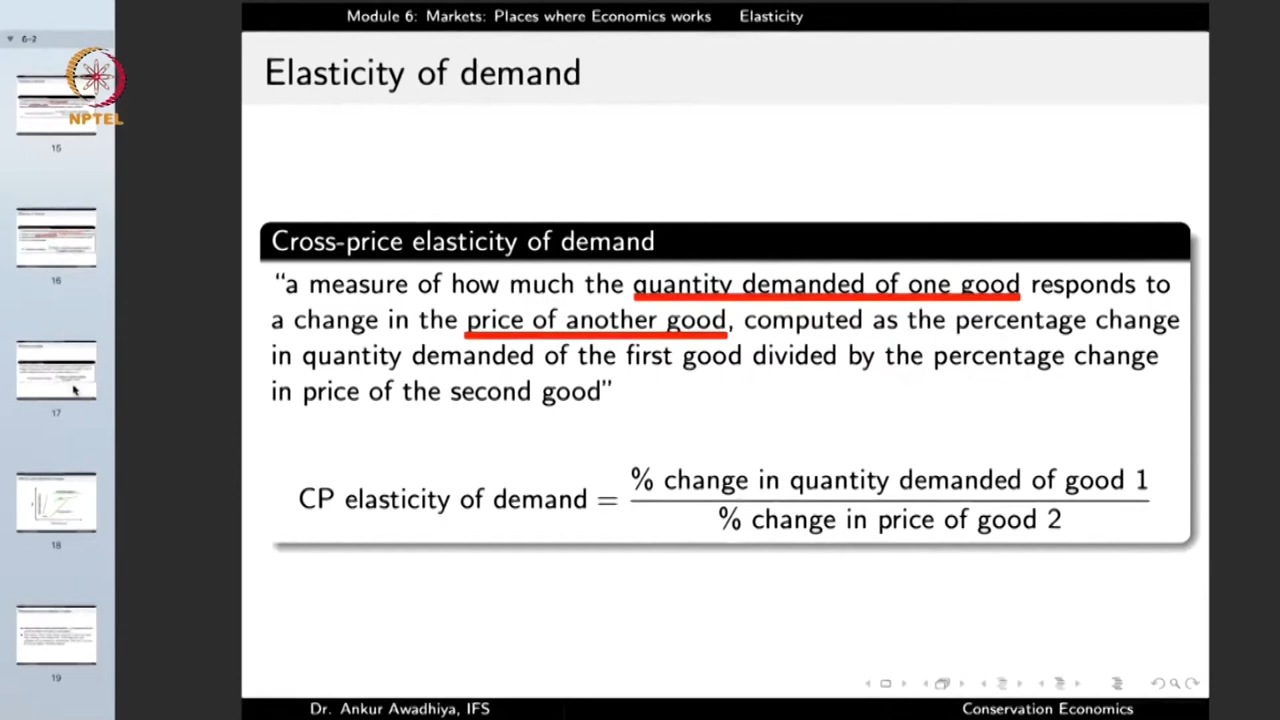 Module 6: Markets: Places where Economics works Elasticity
6-2
NPTEL
Elasticity of demand
15
16
17
18
19
Cross-price elasticity of demand
“a measure of how much the quantity demanded of one good responds to
a change in the price of another good, computed as the percentage change
in quantity demanded of the first good divided by the percentage change
in price of the second good”
CP elasticity of demand = % change in quantity demanded of good 1
% change in price of good 2
Dr. Ankur Awadhiya, IFS Conservation Economics